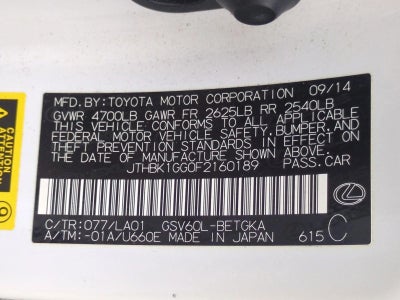 MFD.BY:TOYOTA MOTOR CORPORATION 09/14
GVWR 4700LB GAWR FR 2625LB RR 2540LB
THIS VEHICLE CONFORMS TO ALL APPLICABLE
FEDERAL MOTOR VEHICLE SAFETY, BUMPER, AND
THEFT PREVENTION STANDARDS IN EFFECT ON
THE DATE OF MANUFACTURE SHOWN ABOVE.
JTHBK1GG0F2160189 PASS.CAR
C/TR:077/LA01 GSV60L-BETGKA
A/TM:-01A/U660E MADE IN JAPAN 615 C
CAUTION